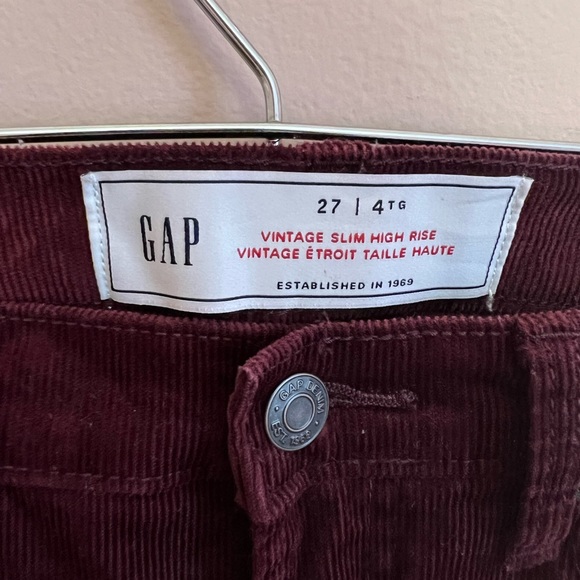 GAP
27 | 4TG
VINTAGE SLIM HIGH RISE
VINTAGE ÉTROIT TAILLE HAUTE
ESTABLISHED IN 1969
GAP DENIM
EST. 1969